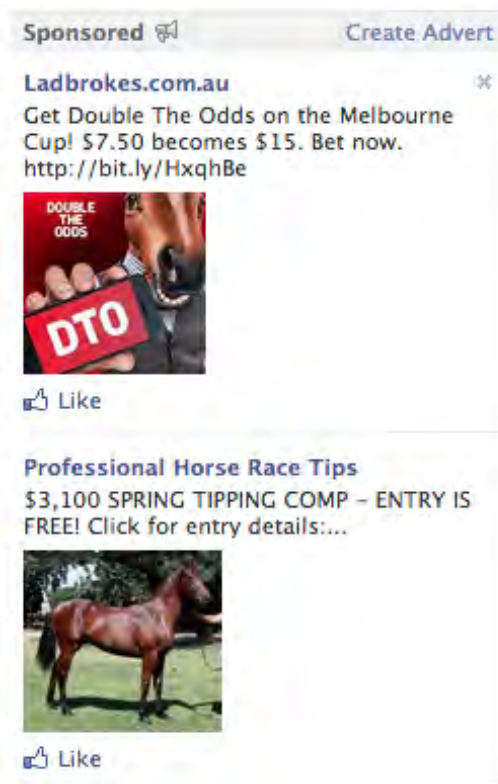 Sponsored
Create Advert
Ladbrokes.com.au
Get Double The Odds on the Melbourne
Cup! $7.50 becomes $15. Bet now.
http://bit.ly/HxqhBe
DOUBLE
THE
ODDS
DTO
Like
Professional Horse Race Tips
$3,100 SPRING TIPPING COMP – ENTRY IS
FREE! Click for entry details:...
Like